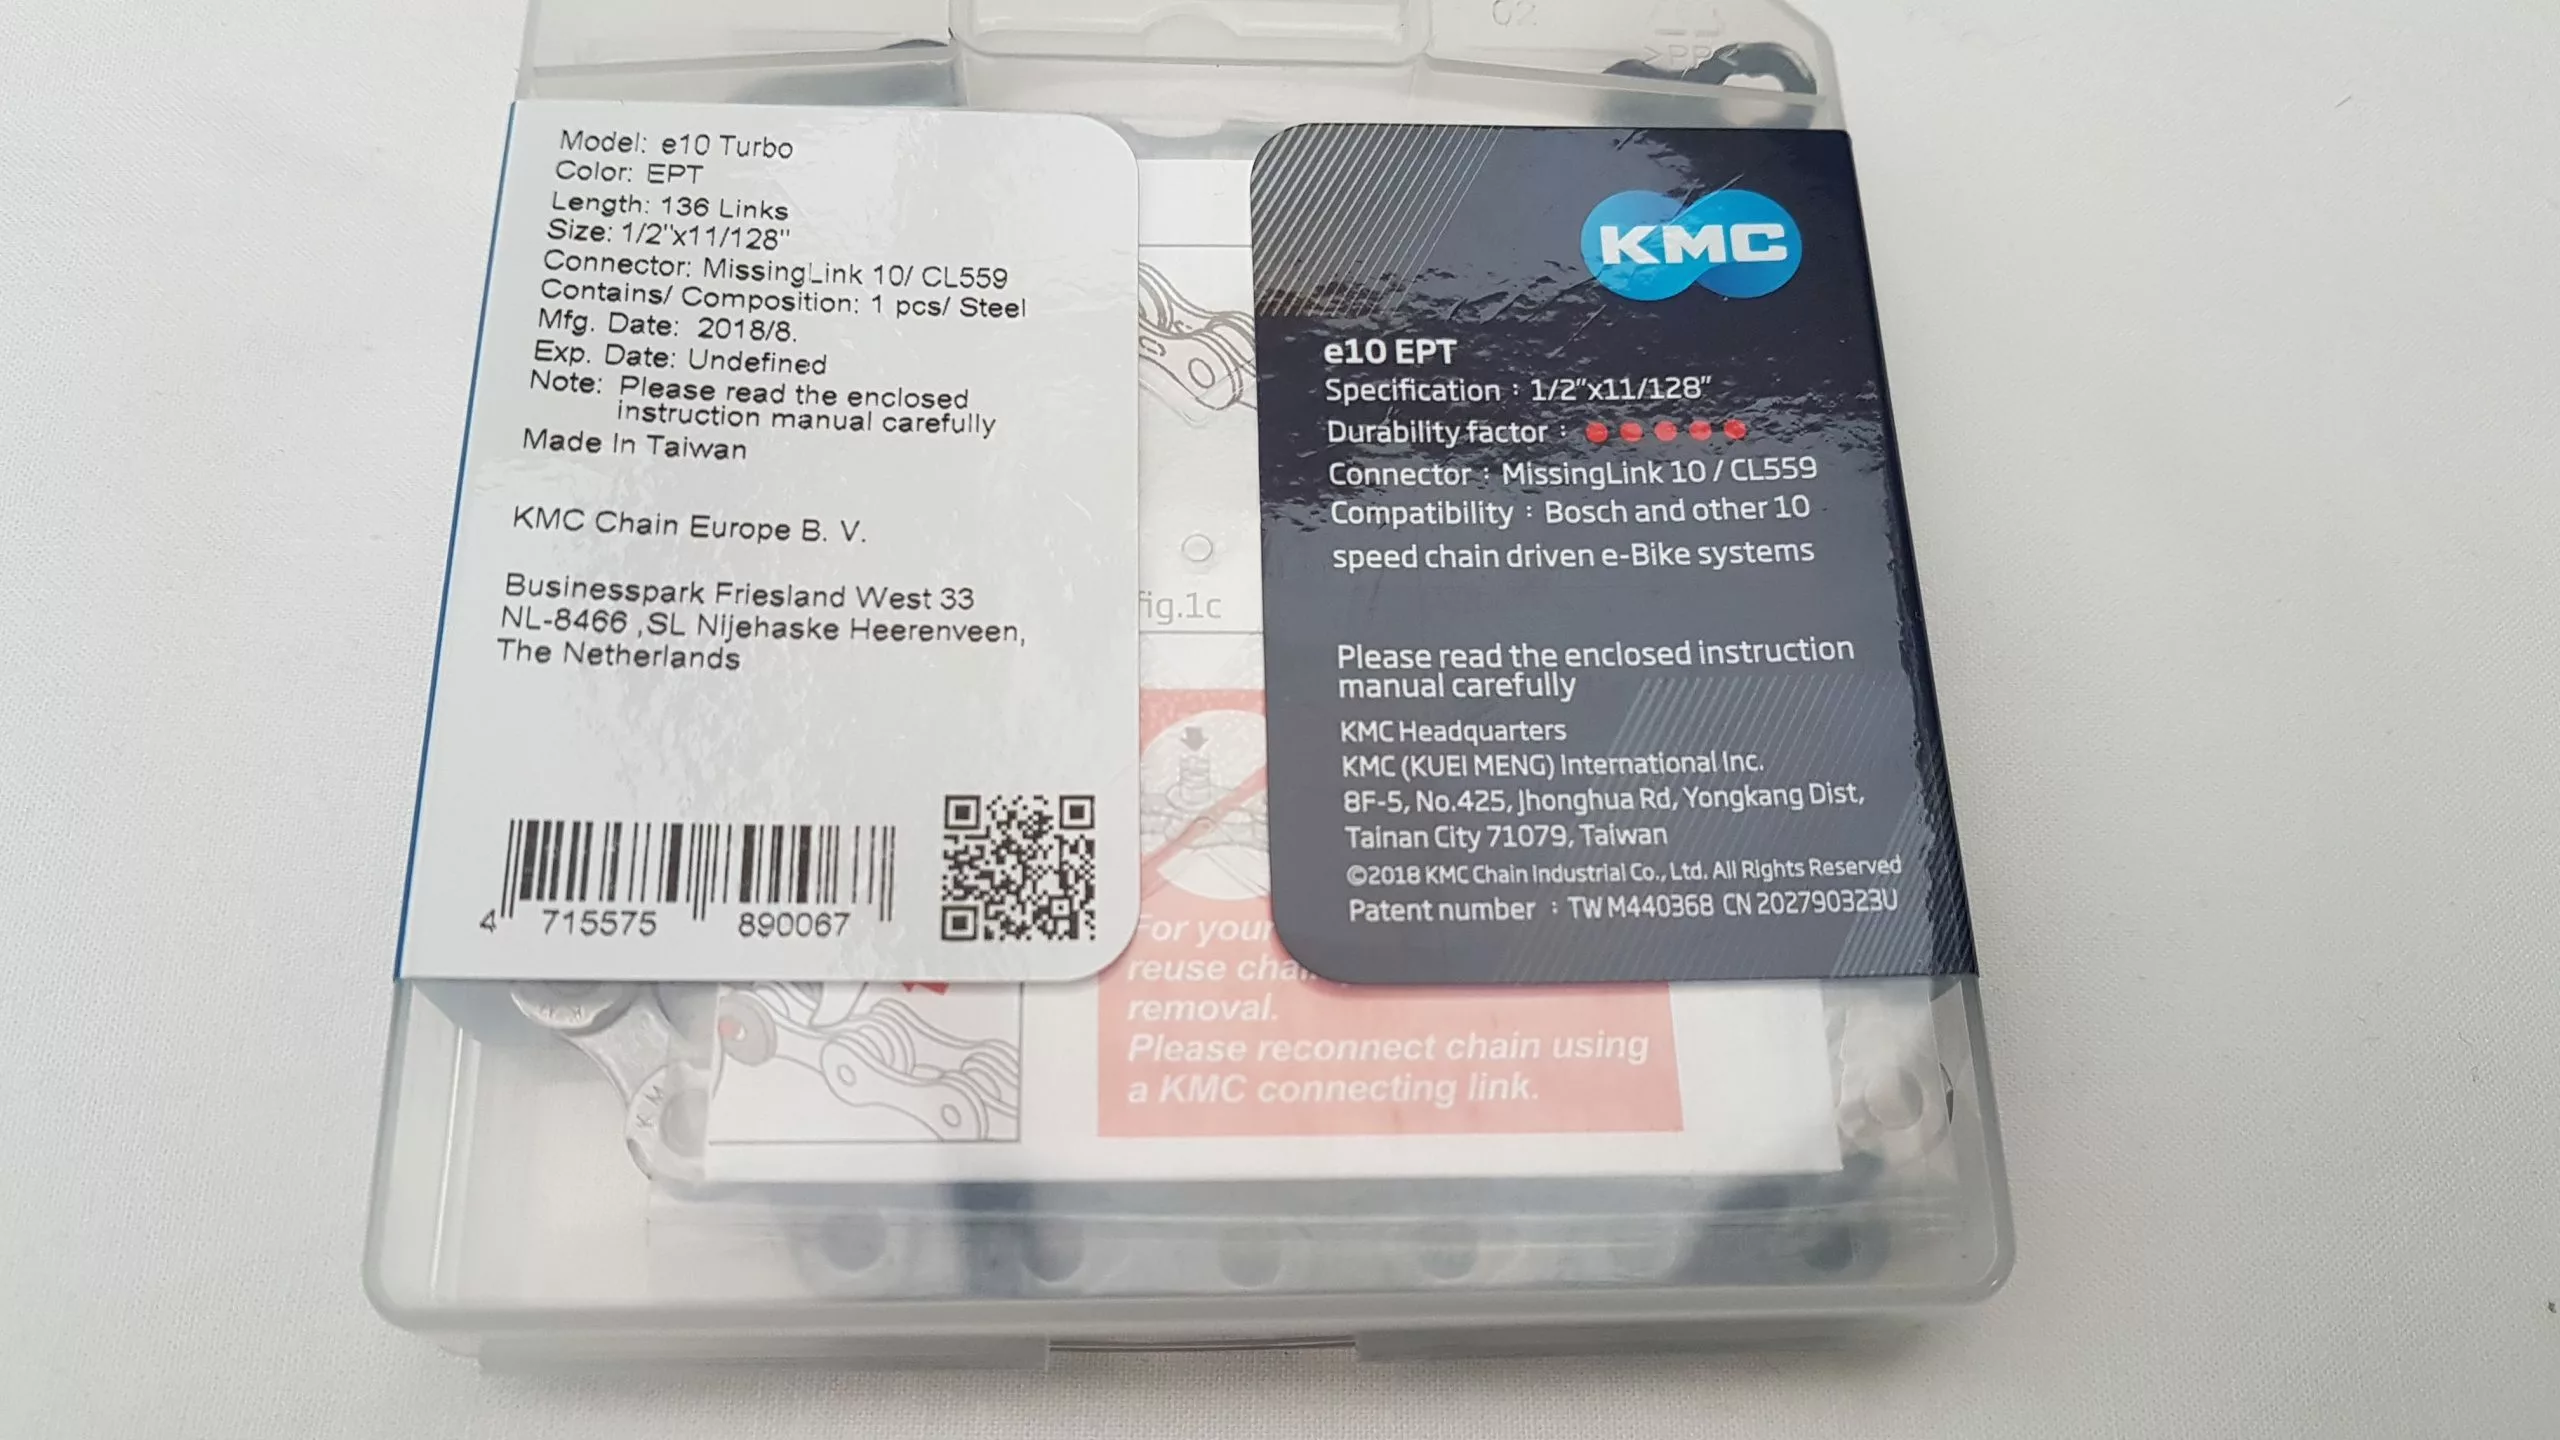 02
>PP<
Model: e10 Turbo
Color: EPT
Length: 136 Links
Size: 1/2"x11/128"
Connector: MissingLink 10/ CL559
Contains/ Composition: 1 pcs/ Steel
Mfg. Date: 2018/8.
Exp. Date: Undefined
Note: Please read the enclosed
instruction manual carefully
Made In Taiwan
KMC Chain Europe B. V.
Businesspark Friesland West 33
NL-8466 ,SL Nijehaske Heerenveen,
The Netherlands
4 715575 890067
KMC
e10 EPT
Specification : 1/2"x11/128"
Durability factor :
Connector : MissingLink 10 / CL559
Compatibility : Bosch and other 10
speed chain driven e-Bike systems
Please read the enclosed instruction
manual carefully
KMC Headquarters
KMC (KUEI MENG) International Inc.
8F-5, No.425, Jhonghua Rd, Yongkang Dist,
Tainan City 71079, Taiwan
©2018 KMC Chain Industrial Co., Ltd. All Rights Reserved
Patent number : TW M440368 CN 202790323U
fig.1c
For your
reuse
removal.
Please reconnect chain using
a KMC connecting link.
K M